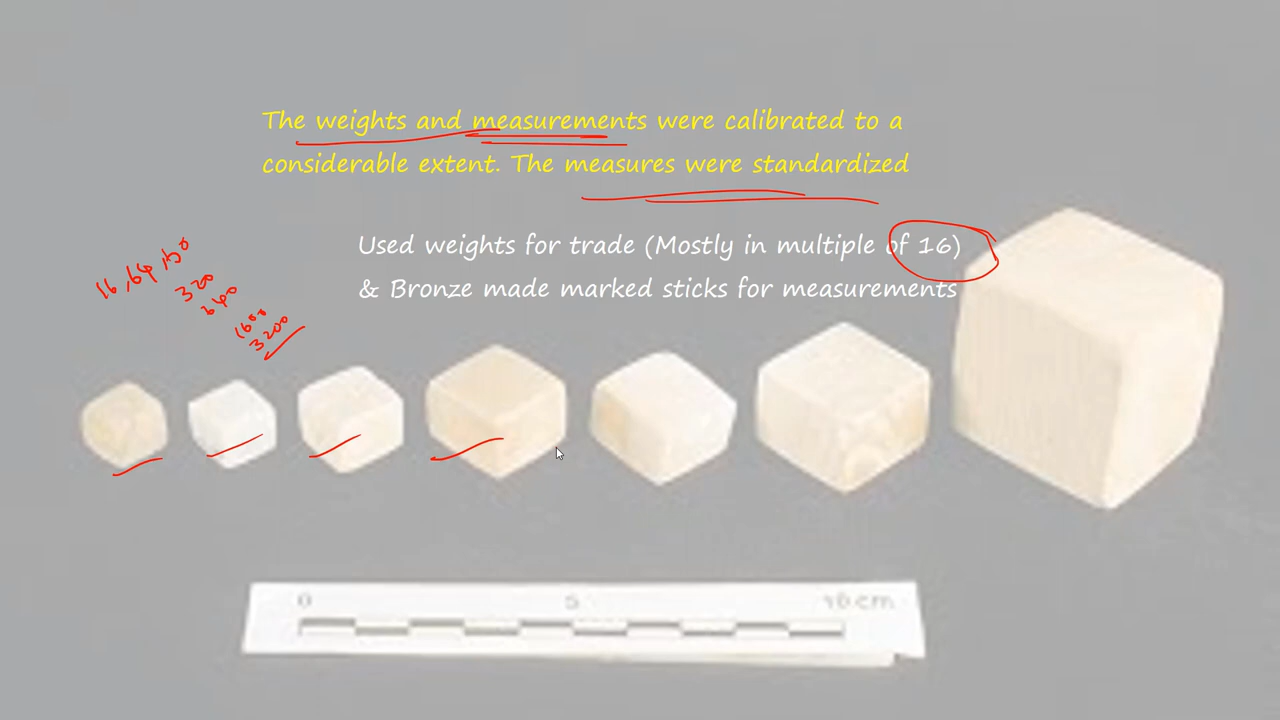 The weights and measurements were calibrated to a
considerable extent. The measures were standardized
Used weights for trade (Mostly in multiple of 16)
& Bronze made marked sticks for measurements
16, 64,
320
640
1600
3200
0 5 10 cm